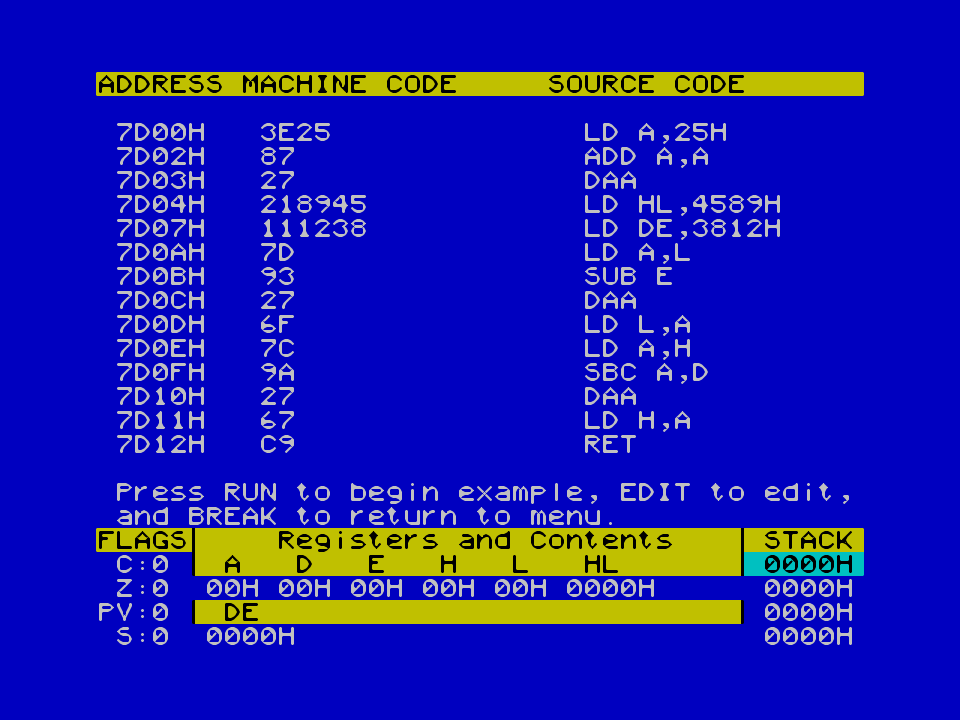 ADDRESS MACHINE CODE SOURCE CODE
7D00H 3E25 LD A,25H
7D02H 87 ADD A,A
7D03H 27 DAA
7D04H 218945 LD HL,4589H
7D07H 111238 LD DE,3812H
7D0AH 7D LD A,L
7D0BH 93 SUB E
7D0CH 27 DAA
7D0DH 6F LD L,A
7D0EH 7C LD A,H
7D0FH 9A SBC A,D
7D10H 27 DAA
7D11H 67 LD H,A
7D12H C9 RET
Press RUN to begin example, EDIT to edit,
and BREAK to return to menu.
FLAGS Registers and Contents STACK
C:0 A D E H L HL 0000H
Z:0 00H 00H 00H 00H 00H 0000H 0000H
PV:0 DE 0000H
S:0 0000H 0000H